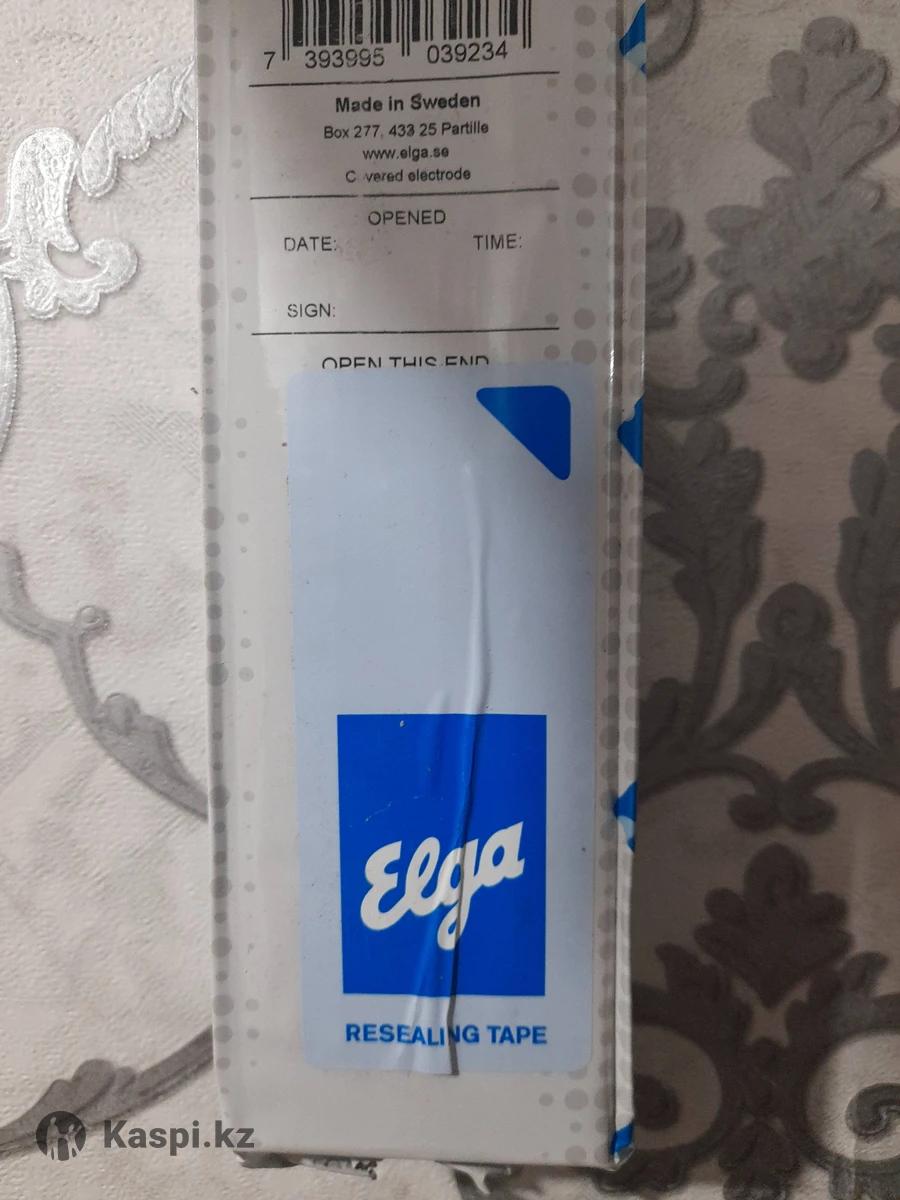 7 393995 039234
Made in Sweden
Box 277, 433 25 Partille
www.elga.se
C vered electrode
OPENED
DATE: TIME:
SIGN:
OPEN THIS END
Elga
RESEALING TAPE
Kaspi.kz